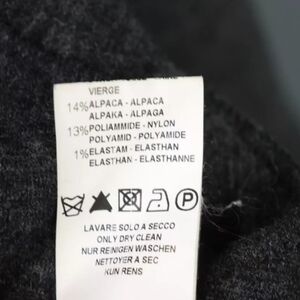 VIERGE
14% ALPACA - ALPACA
ALPAKA - ALPAGA
13% POLIAMMIDE - NYLON
POLYAMID - POLYAMIDE
1% ELASTAM - ELASTHAN
ELASTHAN - ELASTHANNE
P
LAVARE SOLO A SECCO
ONLY DRY CLEAN
NUR REINIGEN WASCHEN
NETTOYER A SEC
KUN RENS